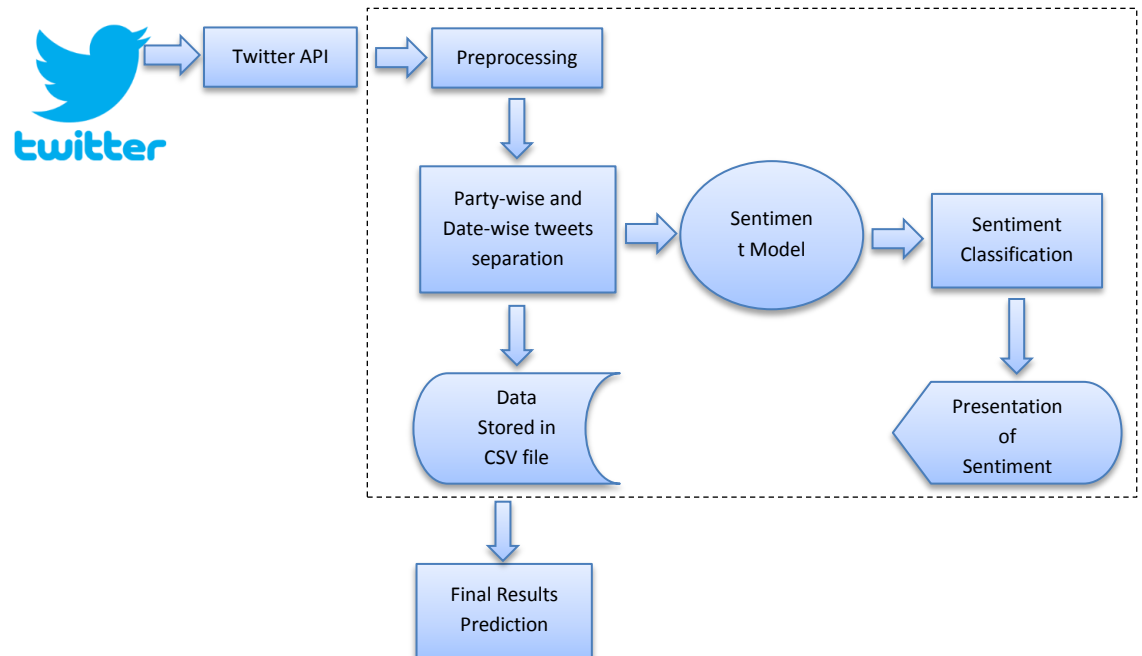 twitter
Twitter API
Preprocessing
Party-wise and
Date-wise tweets
separation
Sentimen
t Model
Sentiment
Classification
Data
Stored in
CSV file
Presentation
of
Sentiment
Final Results
Prediction